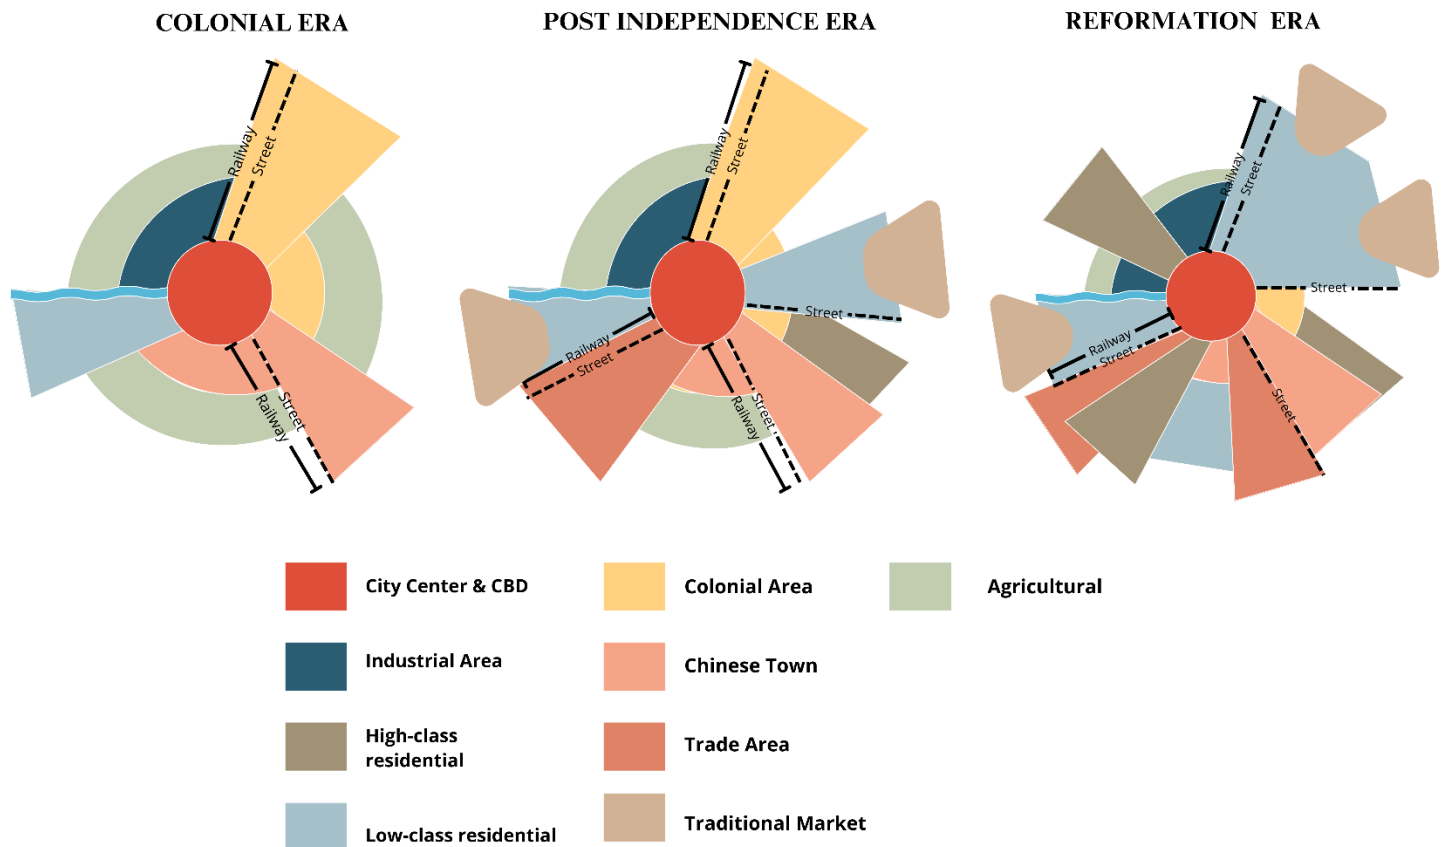 COLONIAL ERA
POST INDEPENDENCE ERA
REFORMATION ERA
Railway
Street
Street
Railway
Railway
Street
Street
Railway
Street
Street
Railway
Railway
Street
Street
Railway
Street
Street
City Center & CBD
Colonial Area
Agricultural
Industrial Area
Chinese Town
High-class
residential
Trade Area
Low-class residential
Traditional Market